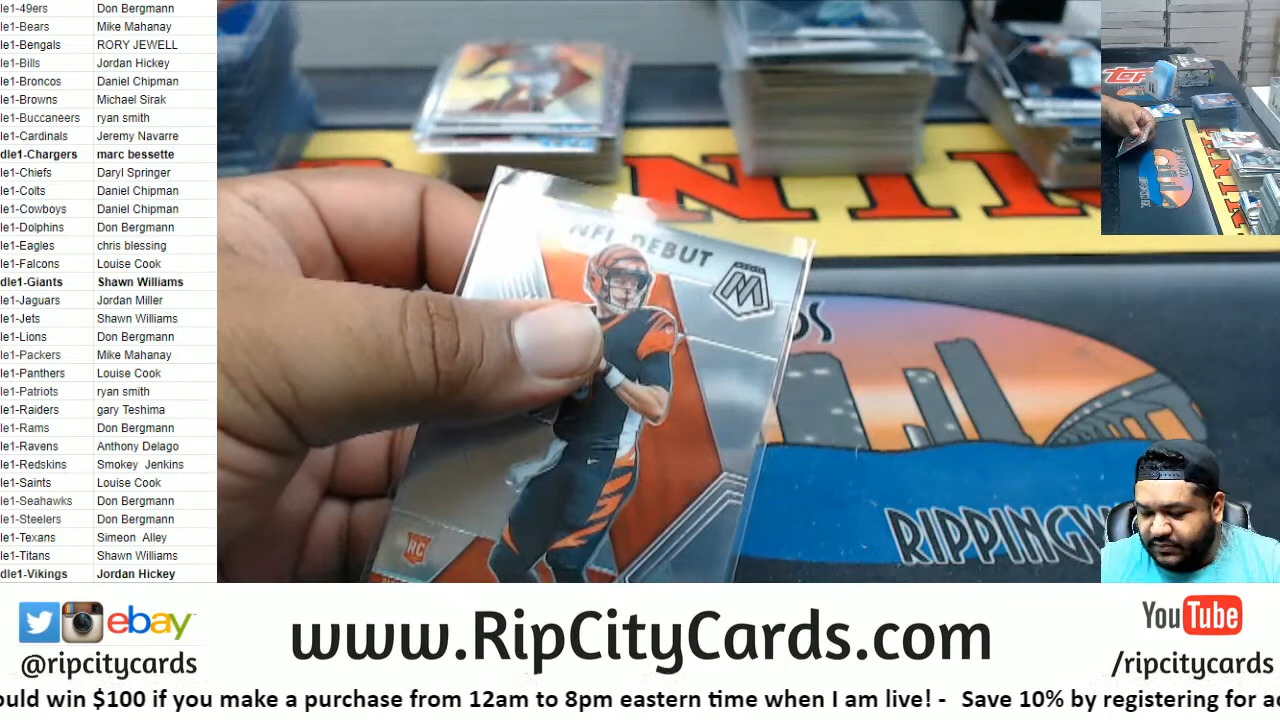 le1-49ers Don Bergmann
le1-Bears Mike Mahanay
le1-Bengals RORY JEWELL
le1-Bills Jordan Hickey
le1-Broncos Daniel Chipman
le1-Browns Michael Sirak
le1-Buccaneers ryan smith
le1-Cardinals Jeremy Navarre
dle1-Chargers marc bessette
le1-Chiefs Daryl Springer
le1-Colts Daniel Chipman
le1-Cowboys Daniel Chipman
le1-Dolphins Don Bergmann
le1-Eagles chris blessing
le1-Falcons Louise Cook
dle1-Giants Shawn Williams
le1-Jaguars Jordan Miller
le1-Jets Shawn Williams
le1-Lions Don Bergmann
le1-Packers Mike Mahanay
le1-Panthers Louise Cook
le1-Patriots ryan smith
le1-Raiders gary Teshima
le1-Rams Don Bergmann
le1-Ravens Anthony Delago
le1-Redskins Smokey Jenkins
le1-Saints Louise Cook
le1-Seahawks Don Bergmann
le1-Steelers Don Bergmann
le1-Texans Simeon Alley
le1-Titans Shawn Williams
dle1-Vikings Jordan Hickey
PANINI
NFL DEBUT
M
RC
DS
RIPPINGW
ebay
@ripcitycards
www.RipCityCards.com
YouTube
/ripcitycards
ould win $100 if you make a purchase from 12am to 8pm eastern time when I am live! - Save 10% by registering for a